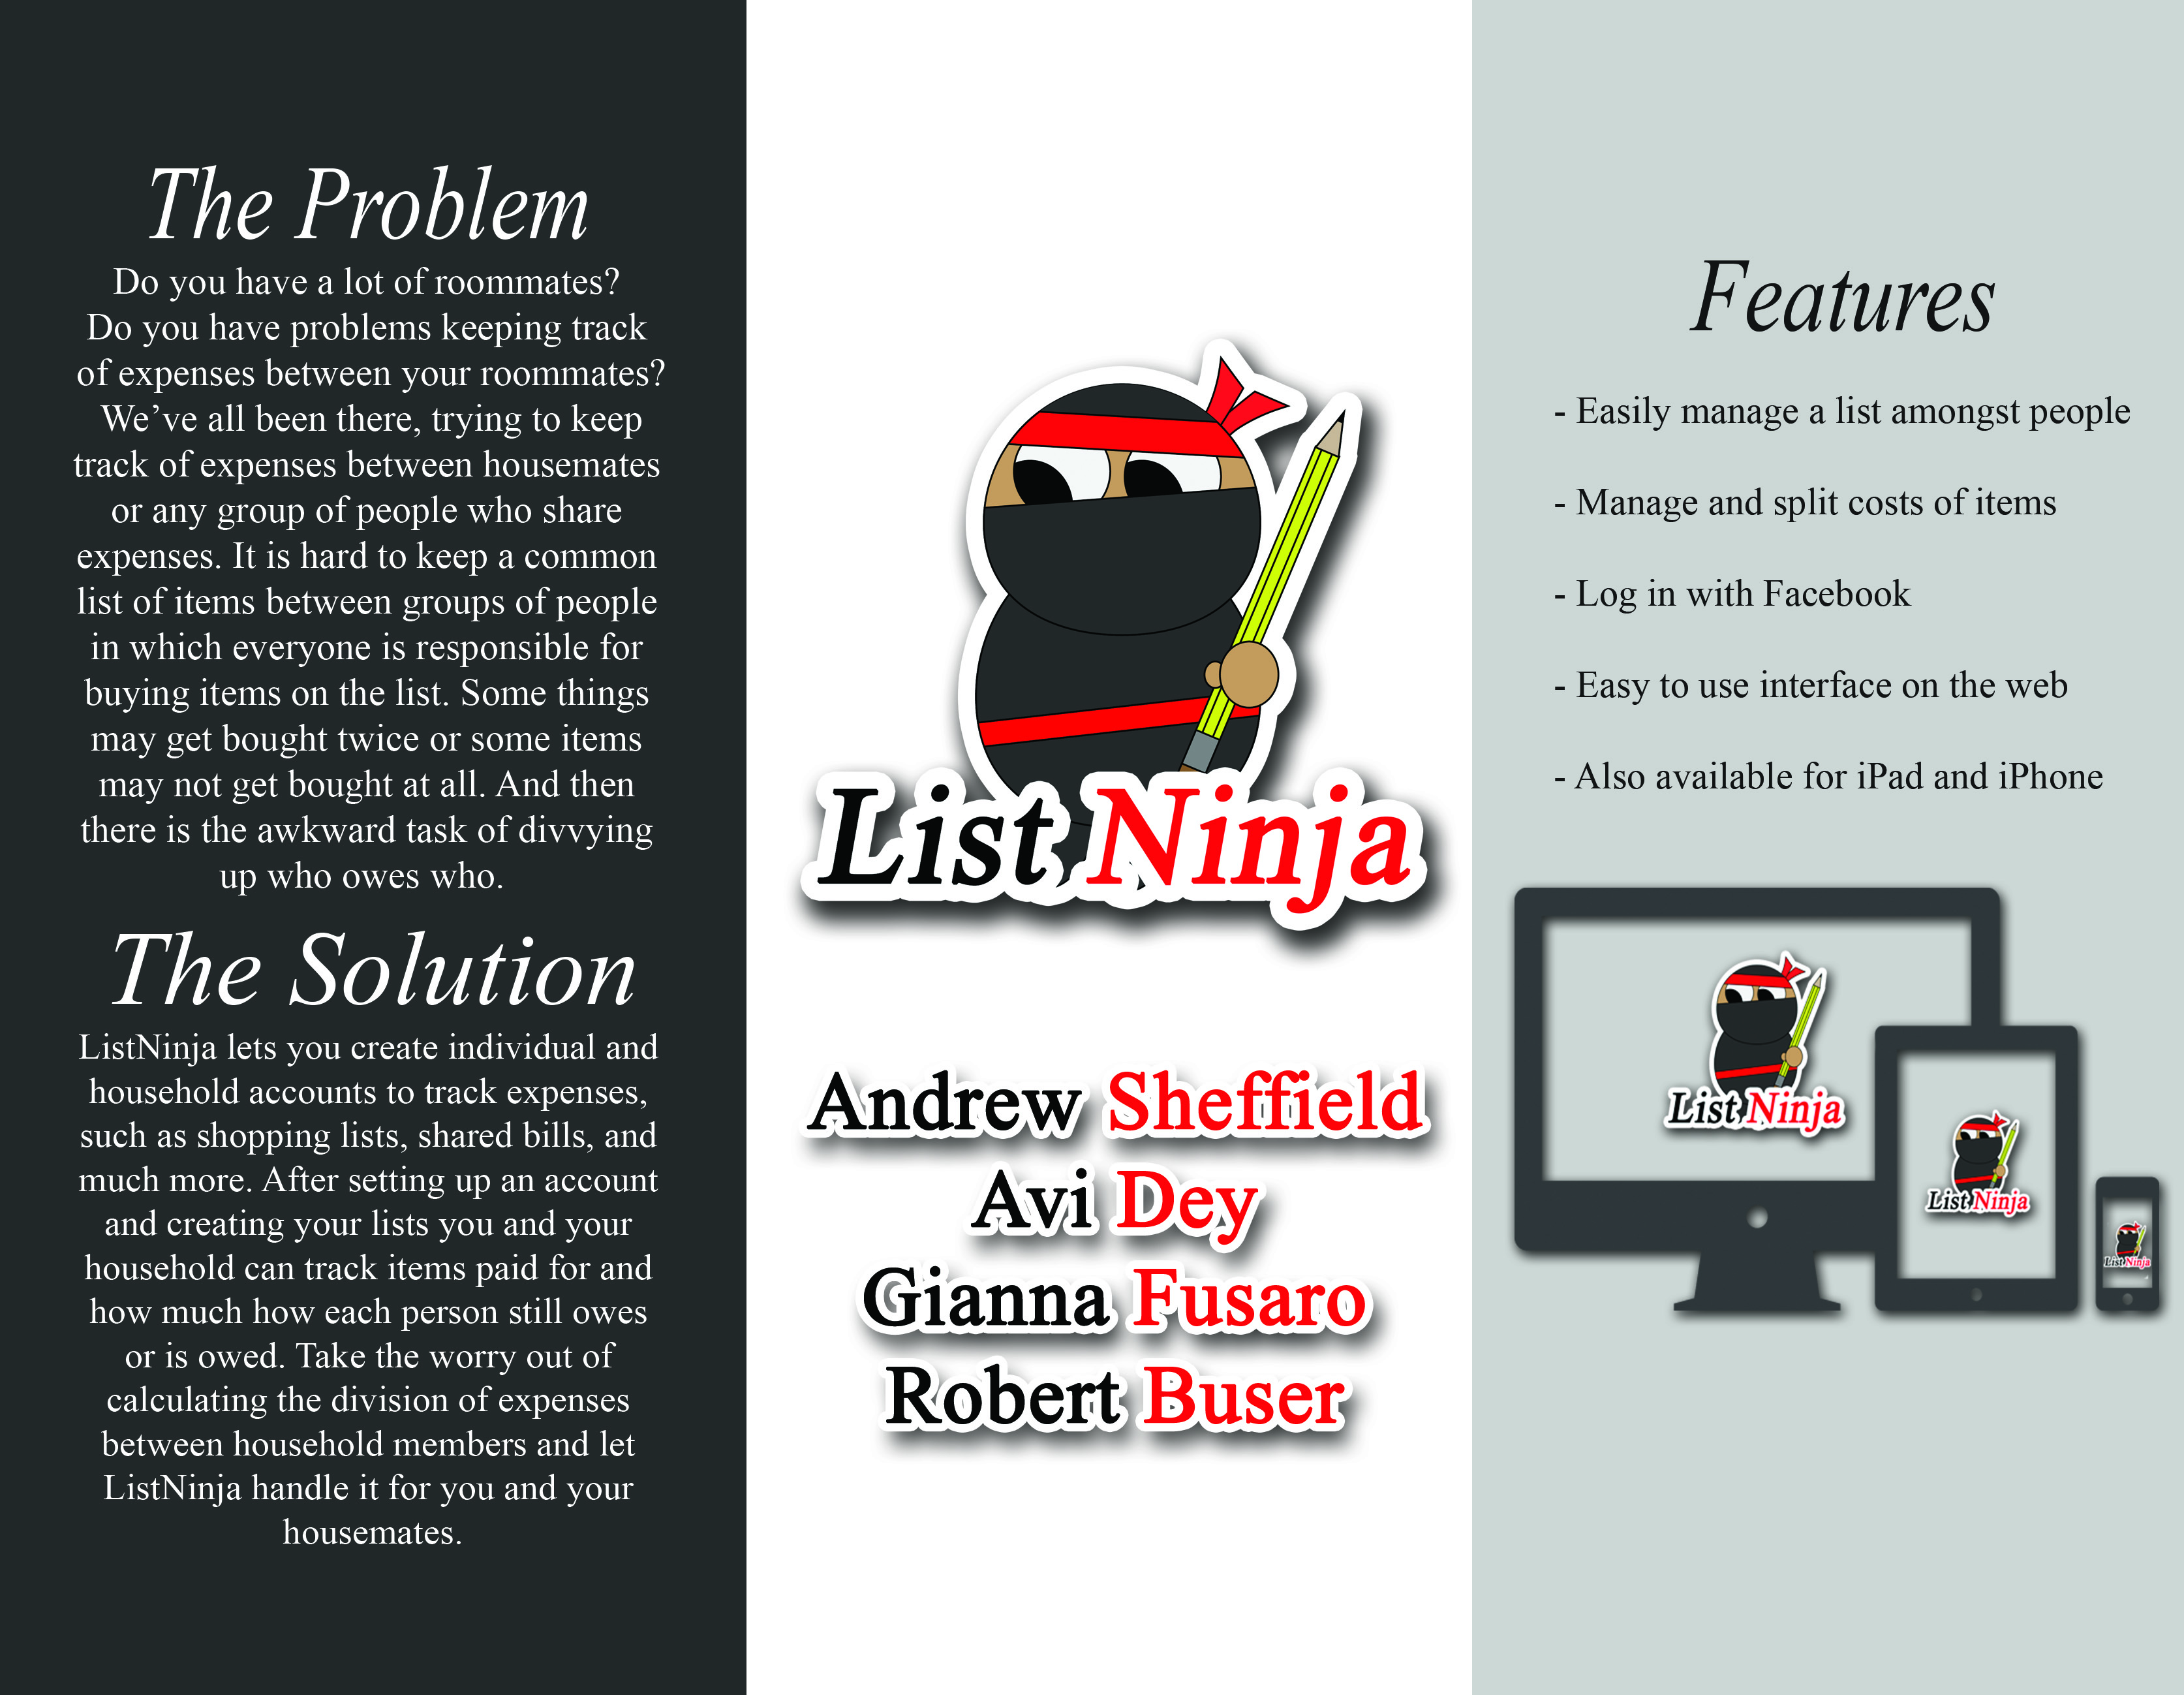 The Problem
Do you have a lot of roommates?
Do you have problems keeping track
of expenses between your roommates?
We’ve all been there, trying to keep
track of expenses between housemates
or any group of people who share
expenses. It is hard to keep a common
list of items between groups of people
in which everyone is responsible for
buying items on the list. Some things
may get bought twice or some items
may not get bought at all. And then
there is the awkward task of divvying
up who owes who.
The Solution
ListNinja lets you create individual and
household accounts to track expenses,
such as shopping lists, shared bills, and
much more. After setting up an account
and creating your lists you and your
household can track items paid for and
how much how each person still owes
or is owed. Take the worry out of
calculating the division of expenses
between household members and let
ListNinja handle it for you and your
housemates.
List Ninja
Andrew Sheffield
Avi Dey
Gianna Fusaro
Robert Buser
Features
- Easily manage a list amongst people
- Manage and split costs of items
- Log in with Facebook
- Easy to use interface on the web
- Also available for iPad and iPhone
List Ninja
List Ninja
List Ninja